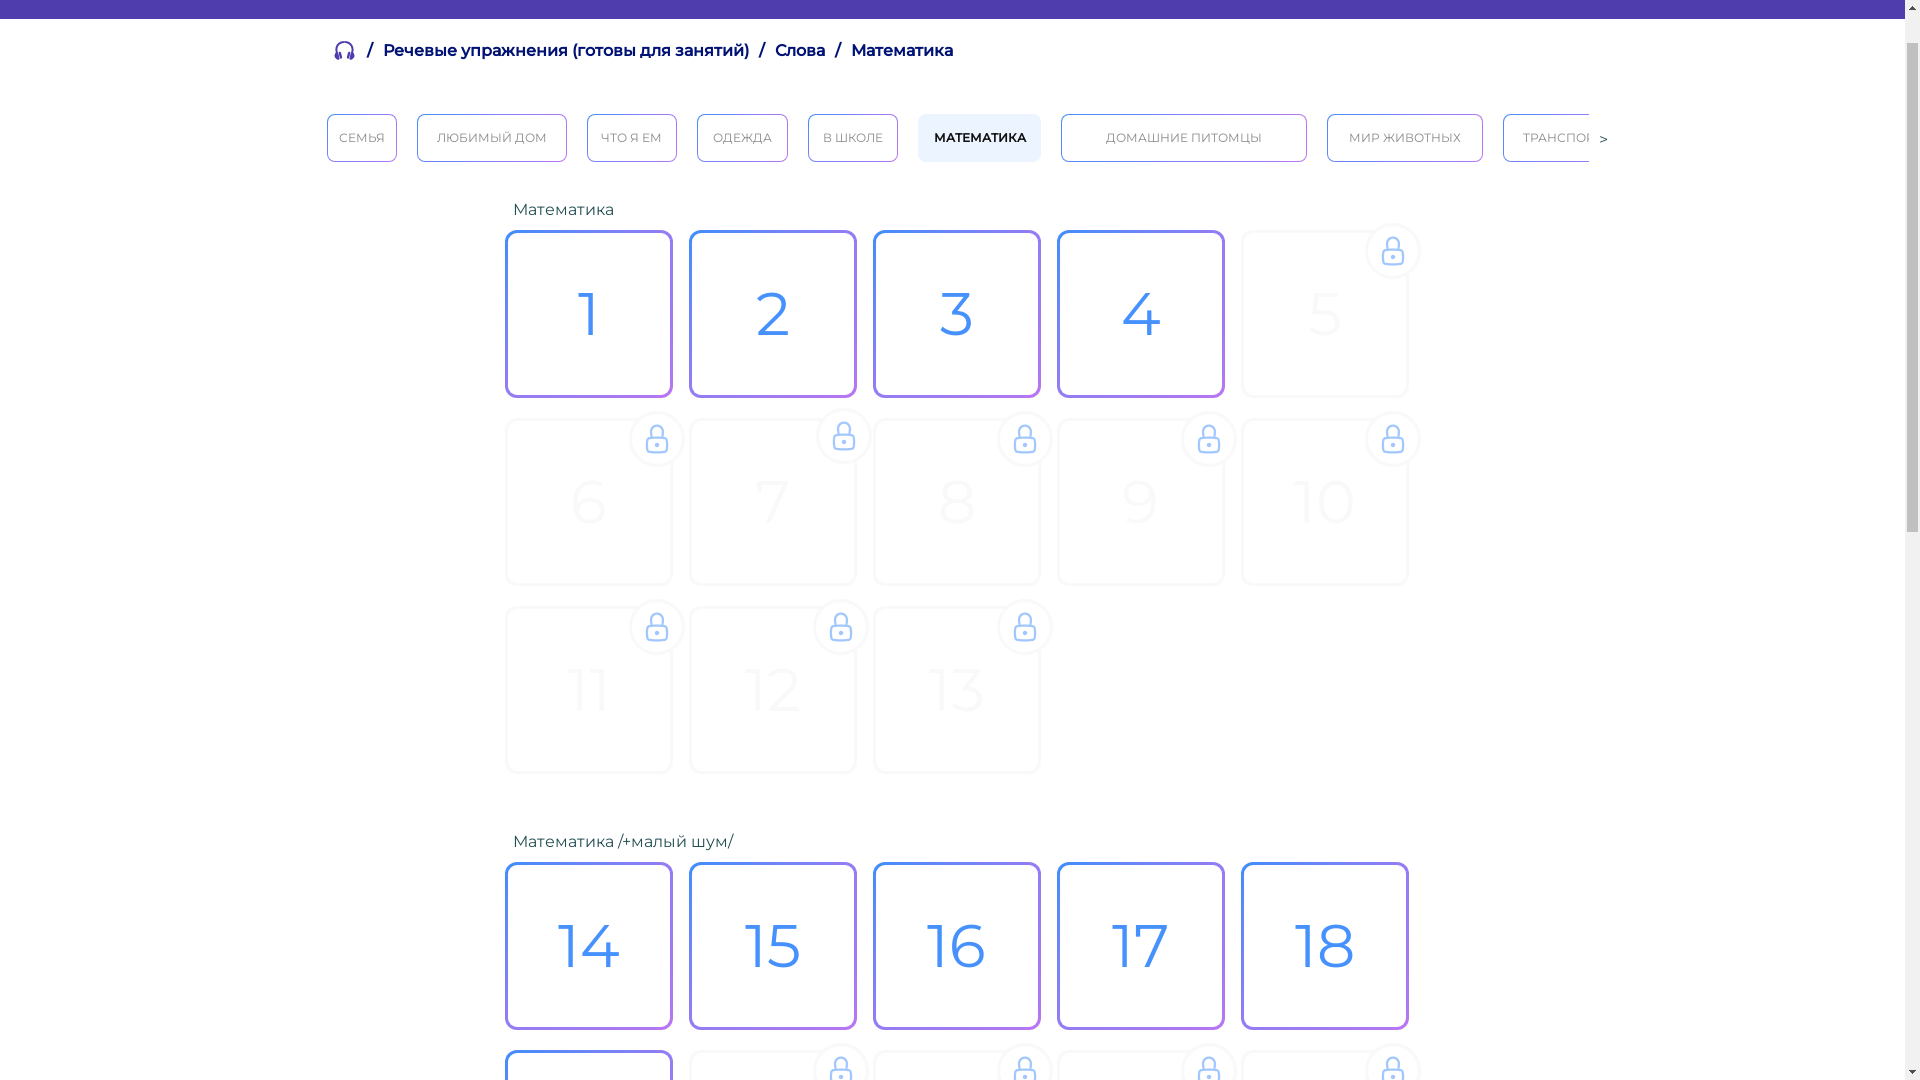 / Речевые упражнения (готовы для занятий) / Слова / Математика
СЕМЬЯ ЛЮБИМЫЙ ДОМ ЧТО Я ЕМ ОДЕЖДА В ШКОЛЕ МАТЕМАТИКА ДОМАШНИЕ ПИТОМЦЫ МИР ЖИВОТНЫХ ТРАНСПОР >
Математика
1 2 3 4 5
6 7 8 9 10
11 12 13
Математика /+малый шум/
14 15 16 17 18